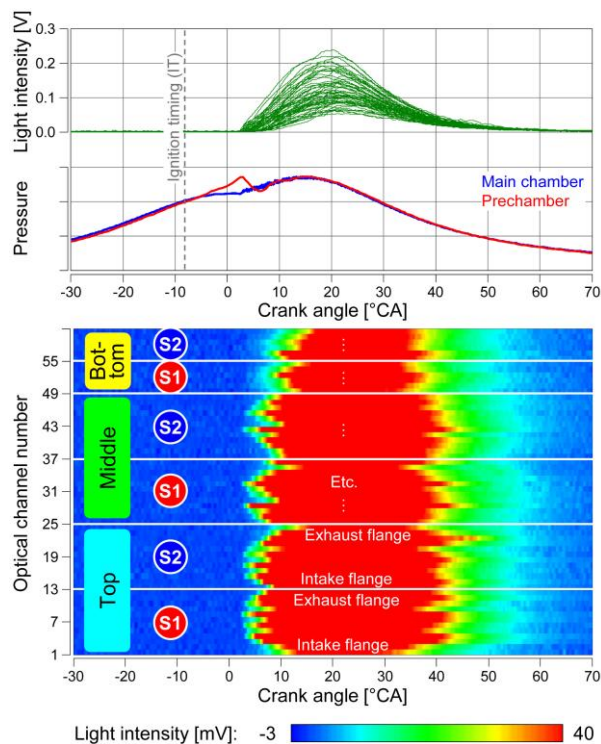 Light intensity [V]
0.3
0.2
0.1
0.0
Ignition timing (IT)
Pressure
Main chamber
Prechamber
-30 -20 -10 0 10 20 30 40 50 60 70
Crank angle [°CA]
Optical channel number
55
49
43
37
31
25
19
13
7
1
Bot-
tom
S2
S1
Middle
S2
S1
Etc.
Top
S2
S1
Exhaust flange
Intake flange
Exhaust flange
Intake flange
-30 -20 -10 0 10 20 30 40 50 60 70
Crank angle [°CA]
Light intensity [mV]: -3 40